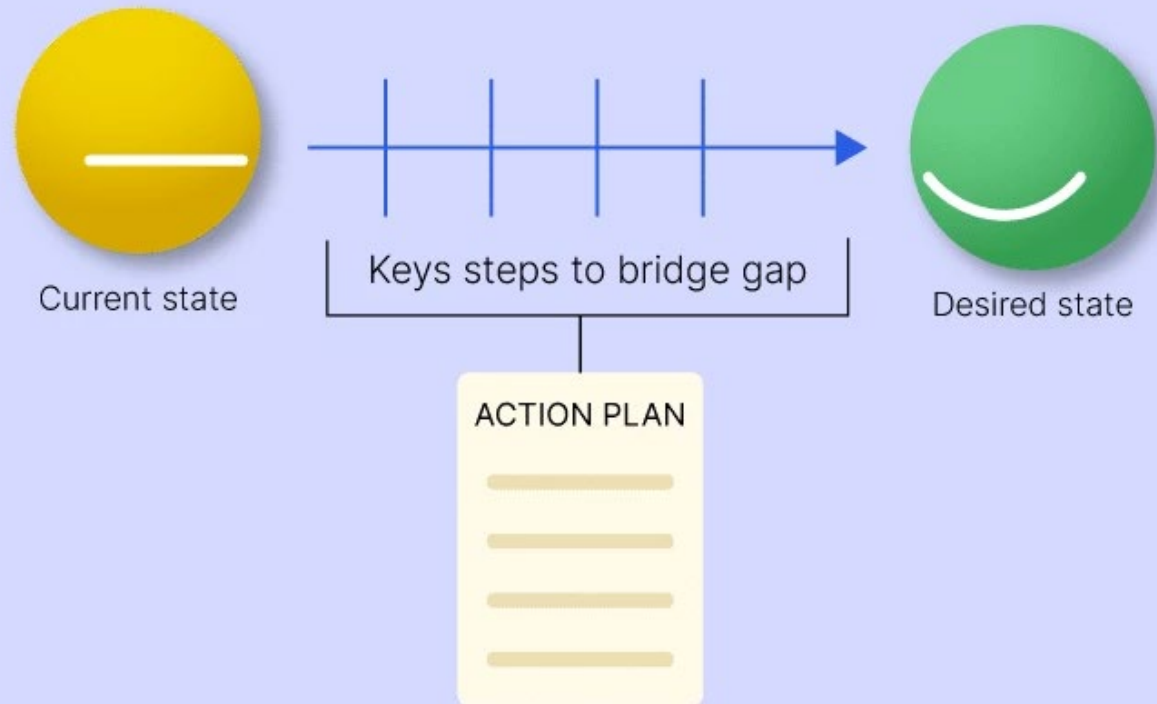 Keys steps to bridge gap
Current state
Desired state
ACTION PLAN